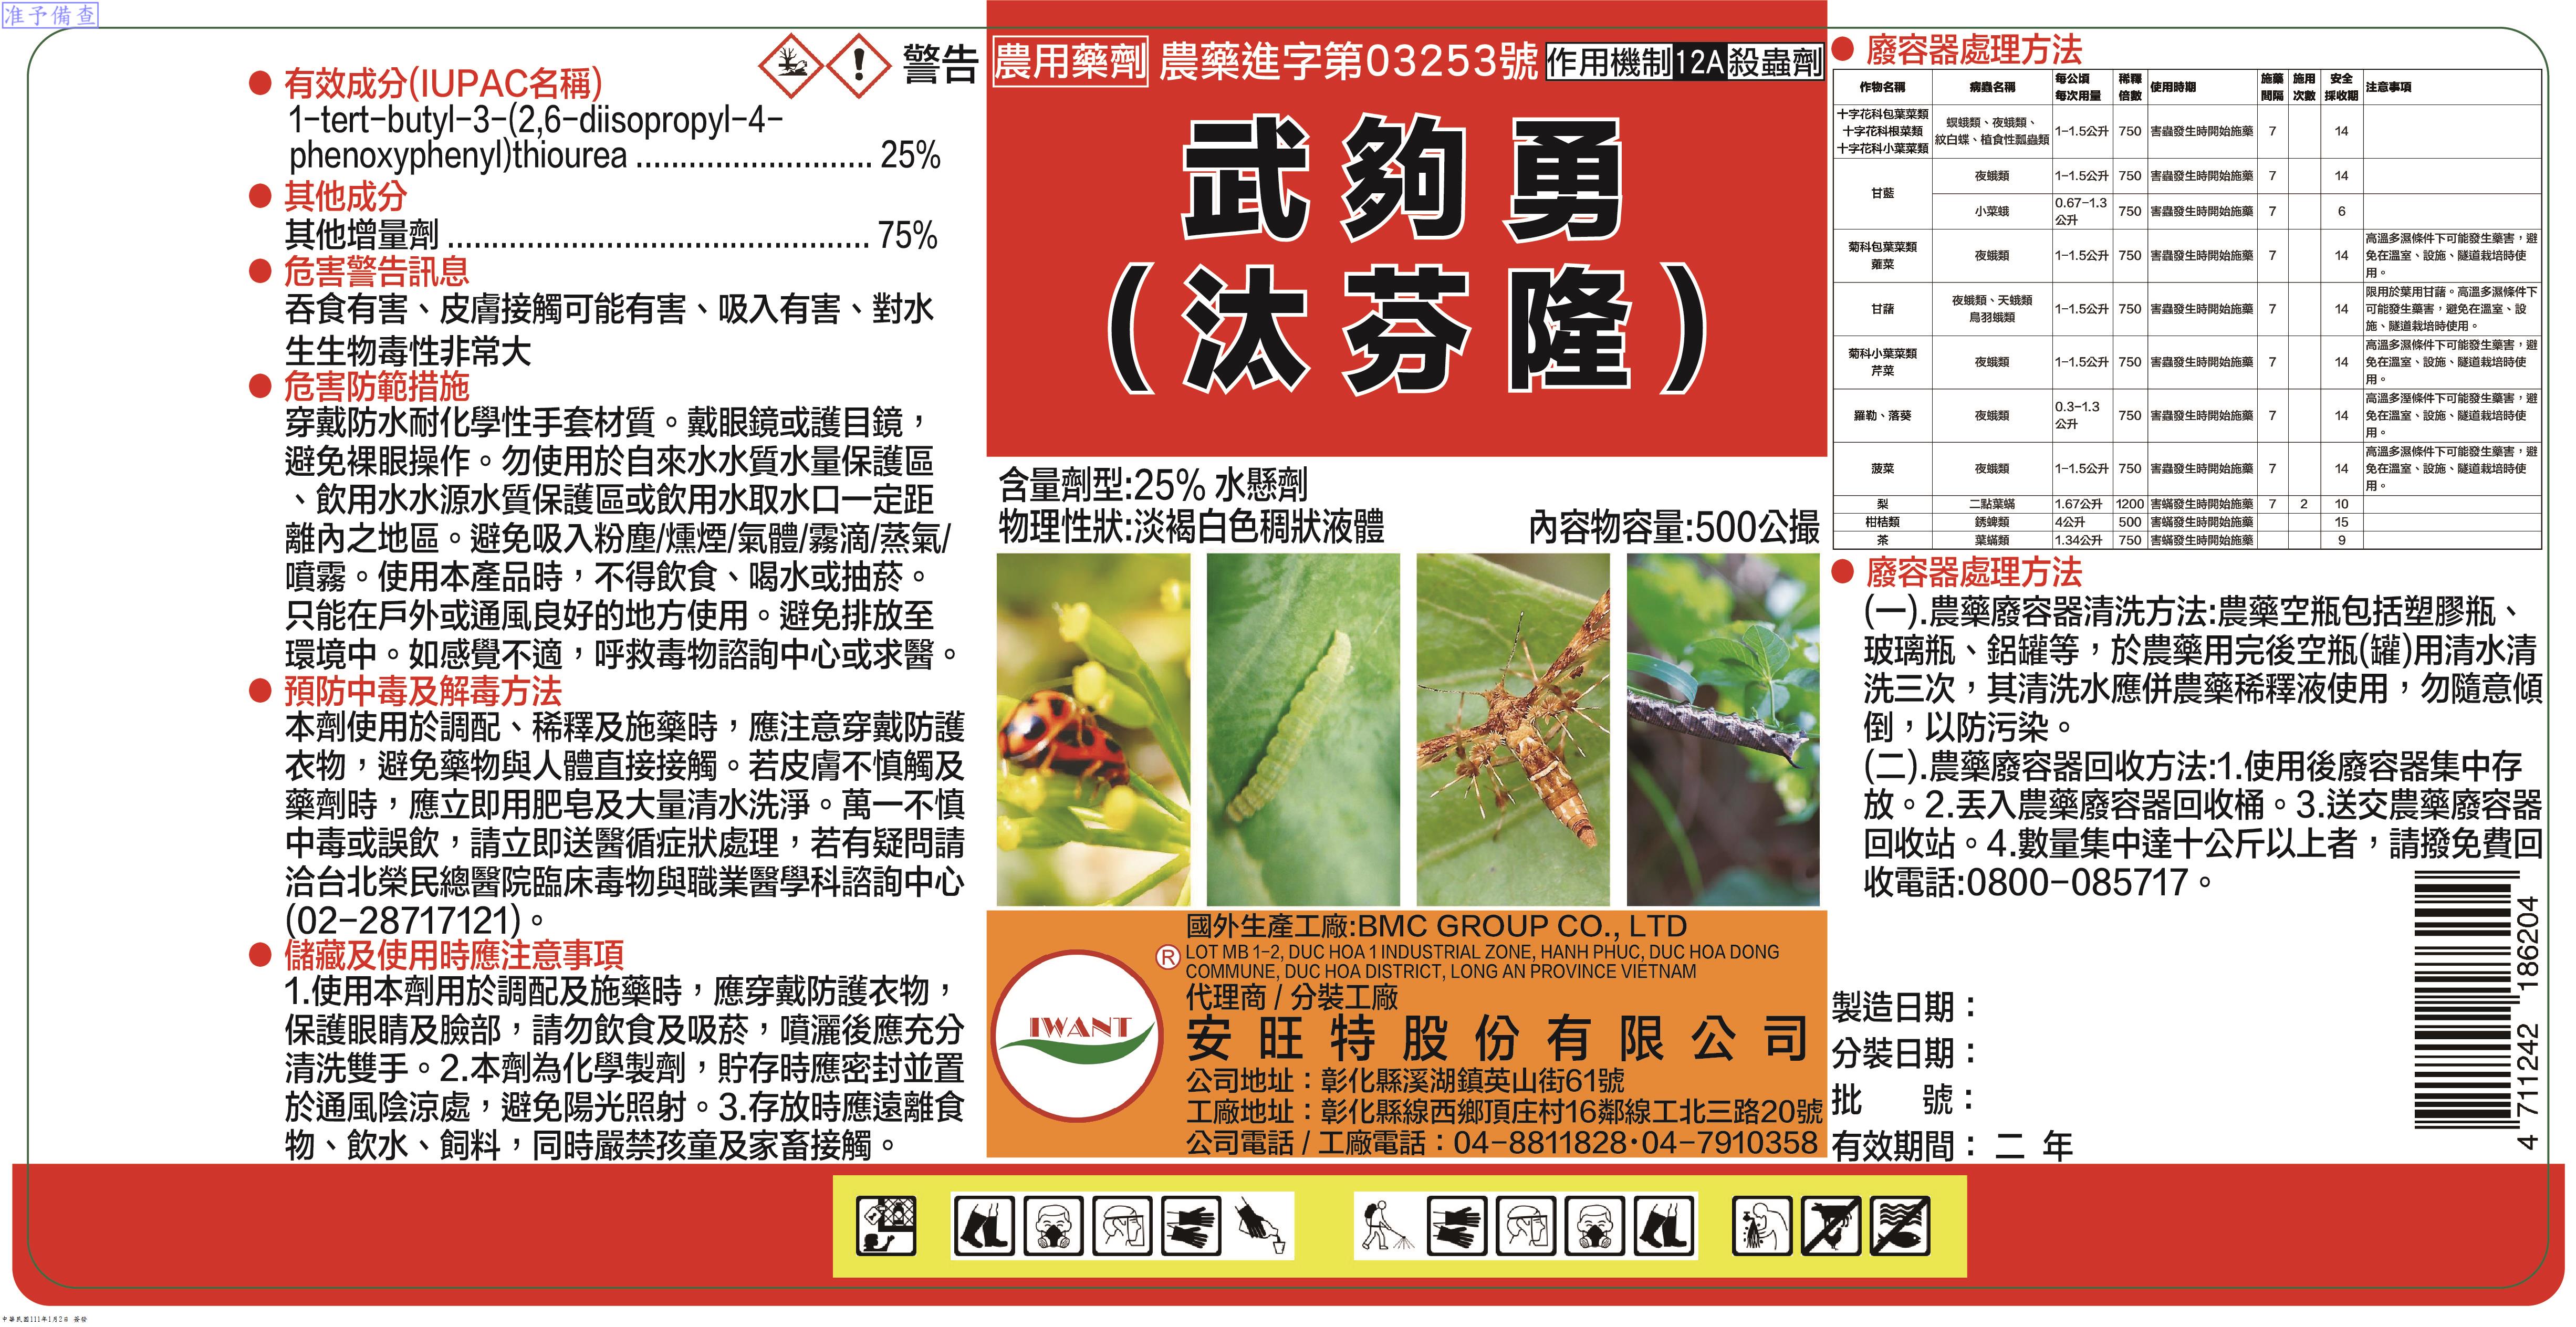 准予備查
● 有效成分(IUPAC名稱)
1-tert-butyl-3-(2,6-diisopropyl-4-
phenoxyphenyl)thiourea ........................... 25%
● 其他成分
其他增量劑 ................................................ 75%
● 危害警告訊息
吞食有害、皮膚接觸可能有害、吸入有害、對水
生生物毒性非常大
● 危害防範措施
穿戴防水耐化學性手套材質。戴眼鏡或護目鏡，
避免裸眼操作。勿使用於自來水水質水量保護區
、飲用水水源水質保護區或飲用水取水口一定距
離內之地區。避免吸入粉塵/燻煙/氣體/霧滴/蒸氣/
噴霧。使用本產品時，不得飲食、喝水或抽菸。
只能在戶外或通風良好的地方使用。避免排放至
環境中。如感覺不適，呼救毒物諮詢中心或求醫。
● 預防中毒及解毒方法
本劑使用於調配、稀釋及施藥時，應注意穿戴防護
衣物，避免藥物與人體直接接觸。若皮膚不慎觸及
藥劑時，應立即用肥皂及大量清水洗淨。萬一不慎
中毒或誤飲，請立即送醫循症狀處理，若有疑問請
洽台北榮民總醫院臨床毒物與職業醫學科諮詢中心
(02-28717121)。
● 儲藏及使用時應注意事項
1.使用本劑用於調配及施藥時，應穿戴防護衣物，
保護眼睛及臉部，請勿飲食及吸菸，噴灑後應充分
清洗雙手。2.本劑為化學製劑，貯存時應密封並置
於通風陰涼處，避免陽光照射。3.存放時應遠離食
物、飲水、飼料，同時嚴禁孩童及家畜接觸。
警告
農用藥劑 農藥進字第03253號 作用機制 12A 殺蟲劑
武夠勇
(汰芬隆)
含量劑型:25% 水懸劑
物理性狀:淡褐白色稠狀液體 內容物容量:500公撮
國外生產工廠:BMC GROUP CO., LTD
LOT MB 1-2, DUC HOA 1 INDUSTRIAL ZONE, HANH PHUC, DUC HOA DONG
COMMUNE, DUC HOA DISTRICT, LONG AN PROVINCE VIETNAM
IWANT ®
代理商 / 分裝工廠
安旺特股份有限公司
公司地址：彰化縣溪湖鎮英山街61號
工廠地址：彰化縣線西鄉頂庄村16鄰線工北三路20號
公司電話 / 工廠電話：04-8811828·04-7910358
● 廢容器處理方法
作物名稱 病蟲名稱 每公頃每次用量 稀釋倍數 使用時期 施藥間隔 施用次數 安全採收期 注意事項
十字花科包葉菜類 十字花科根菜類 十字花科小葉菜類 螟蛾類、夜蛾類、紋白蝶、植食性瓢蟲類 1-1.5公升 750 害蟲發生時開始施藥 7 14
甘藍 夜蛾類 1-1.5公升 750 害蟲發生時開始施藥 7 14
小菜蛾 0.67-1.3公升 750 害蟲發生時開始施藥 7 6
菊科包葉菜類 蕹菜 夜蛾類 1-1.5公升 750 害蟲發生時開始施藥 7 14 高溫多濕條件下可能發生藥害，避免在溫室、設施、隧道栽培時使用。
甘藷 夜蛾類、天蛾類 鳥羽蛾類 1-1.5公升 750 害蟲發生時開始施藥 7 14 限用於葉用甘藷。高溫多濕條件下可能發生藥害，避免在溫室、設施、隧道栽培時使用。
菊科小葉菜類 芹菜 夜蛾類 1-1.5公升 750 害蟲發生時開始施藥 7 14 高溫多濕條件下可能發生藥害，避免在溫室、設施、隧道栽培時使用。
羅勒、落葵 夜蛾類 0.3-1.3公升 750 害蟲發生時開始施藥 7 14 高溫多溼條件下可能發生藥害，避免在溫室、設施、隧道栽培時使用。
菠菜 夜蛾類 1-1.5公升 750 害蟲發生時開始施藥 7 14 高溫多濕條件下可能發生藥害，避免在溫室、設施、隧道栽培時使用。
梨 二點葉蟎 1.67公升 1200 害蟎發生時開始施藥 7 2 10
柑桔類 銹蜱類 4公升 500 害蟎發生時開始施藥 15
茶 葉蟎類 1.34公升 750 害蟎發生時開始施藥 9
● 廢容器處理方法
(一).農藥廢容器清洗方法:農藥空瓶包括塑膠瓶、
玻璃瓶、鋁罐等，於農藥用完後空瓶(罐)用清水清
洗三次，其清洗水應併農藥稀釋液使用，勿隨意傾
倒，以防污染。
(二).農藥廢容器回收方法:1.使用後廢容器集中存
放。2.丟入農藥廢容器回收桶。3.送交農藥廢容器
回收站。4.數量集中達十公斤以上者，請撥免費回
收電話:0800-085717。
製造日期：
分裝日期：
批　號：
有效期間：二 年
4 711242 186204
中華民國111年1月2日 簽發